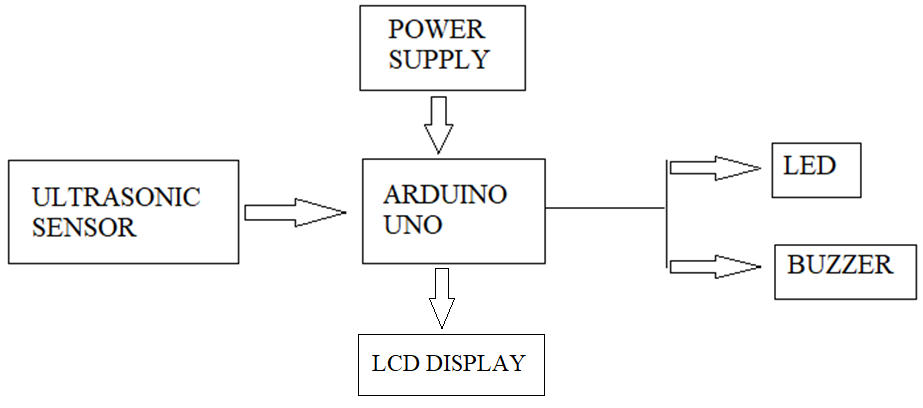 POWER
SUPPLY
ULTRASONIC
SENSOR
ARDUINO
UNO
LED
BUZZER
LCD DISPLAY